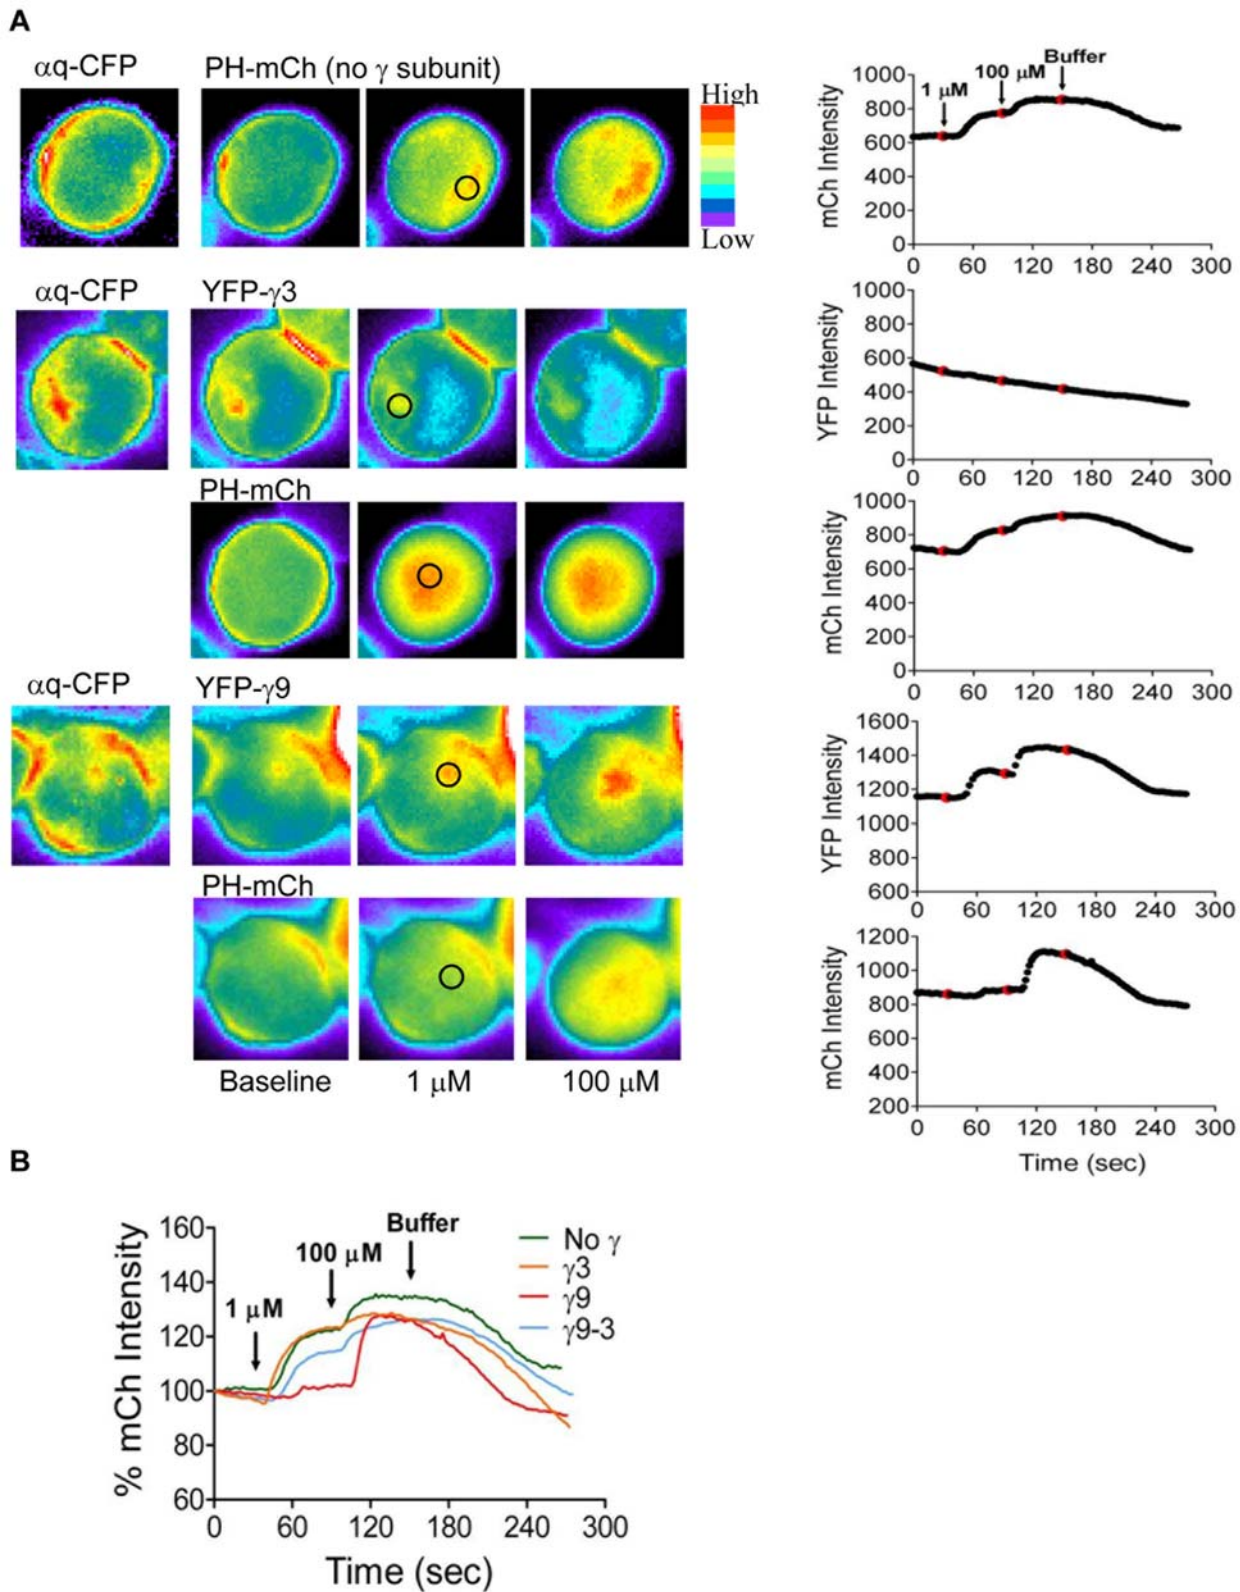 A
αq-CFP
PH-mCh (no γ subunit)
High
Low
mCh Intensity
1000
800
600
400
200
0
1 μM
100 μM
Buffer
0 60 120 180 240 300
αq-CFP
YFP-γ3
YFP Intensity
1000
800
600
400
200
0
0 60 120 180 240 300
PH-mCh
mCh Intensity
1000
800
600
400
200
0
0 60 120 180 240 300
αq-CFP
YFP-γ9
YFP Intensity
1600
1400
1200
1000
800
600
0 60 120 180 240 300
PH-mCh
mCh Intensity
1200
1000
800
600
400
200
0 60 120 180 240 300
Time (sec)
Baseline
1 μM
100 μM
B
% mCh Intensity
160
140
120
100
80
60
1 μM
100 μM
Buffer
No γ
γ3
γ9
γ9-3
0 60 120 180 240 300
Time (sec)